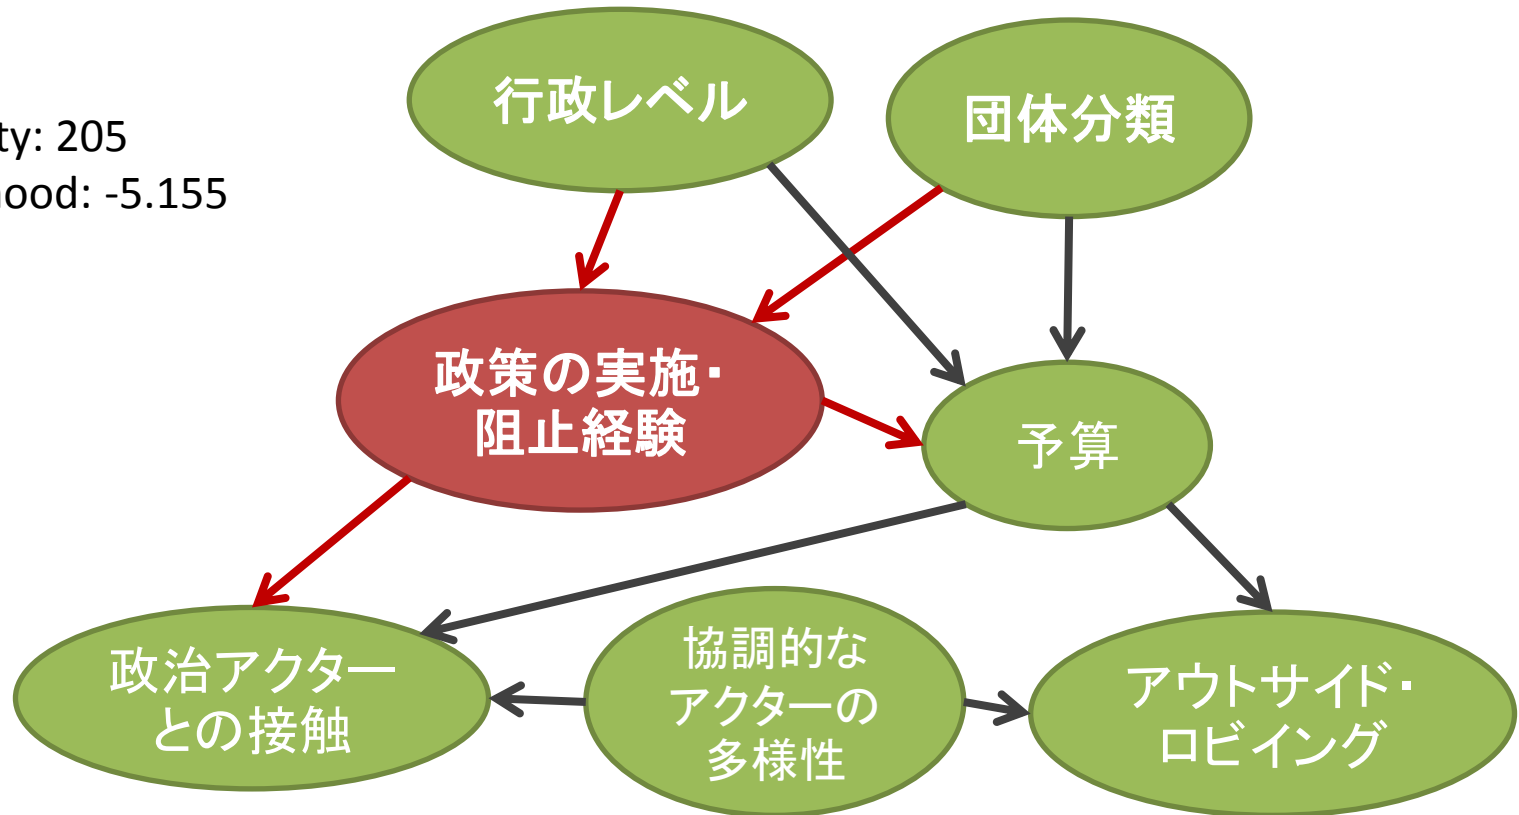 行政レベル
団体分類
ty: 205
ood: -5.155
政策の実施・
阻止経験
予算
政治アクター
との接触
協調的な
アクターの
多様性
アウトサイド・
ロビイング